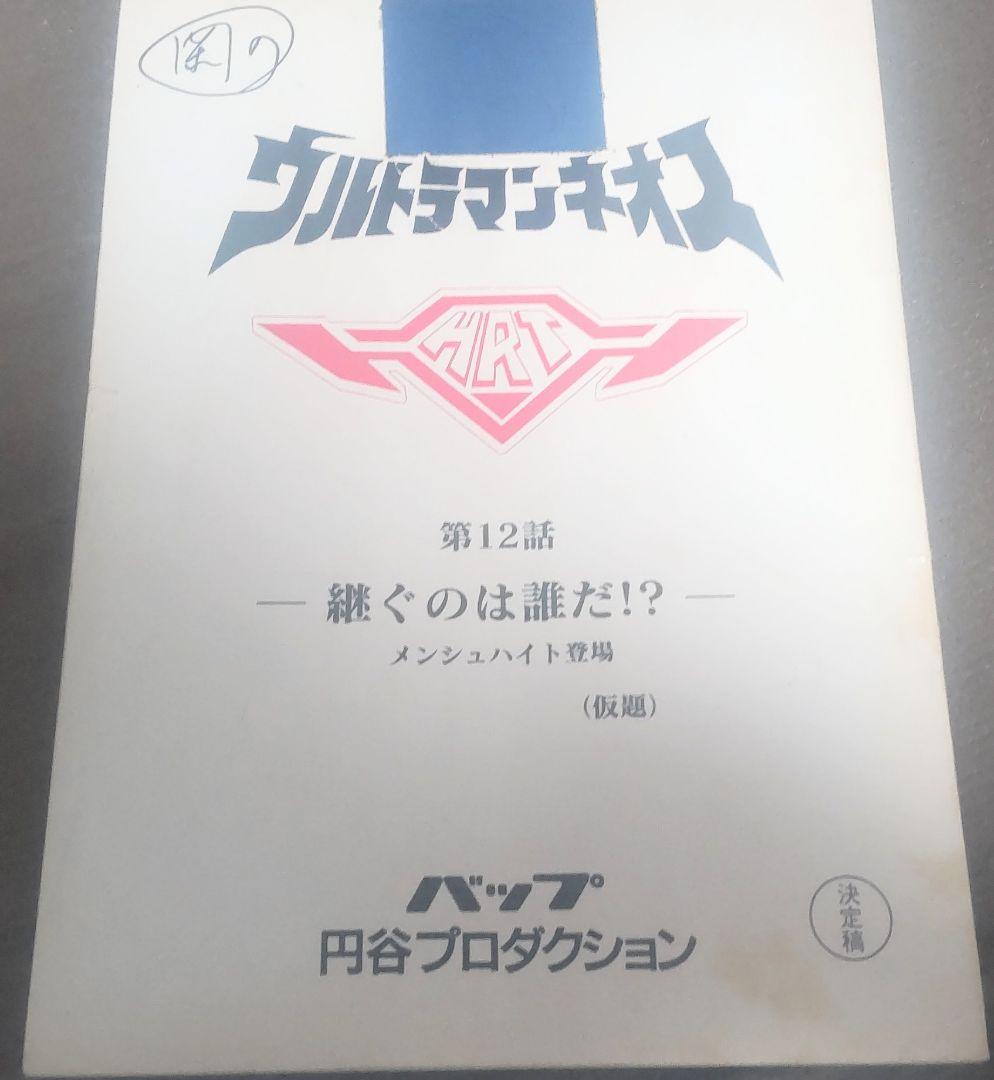 ウルトラマンネオス
HRT
第12話
― 継ぐのは誰だ!? ―
メンシュハイト登場
(仮題)
決定稿
バップ
円谷プロダクション